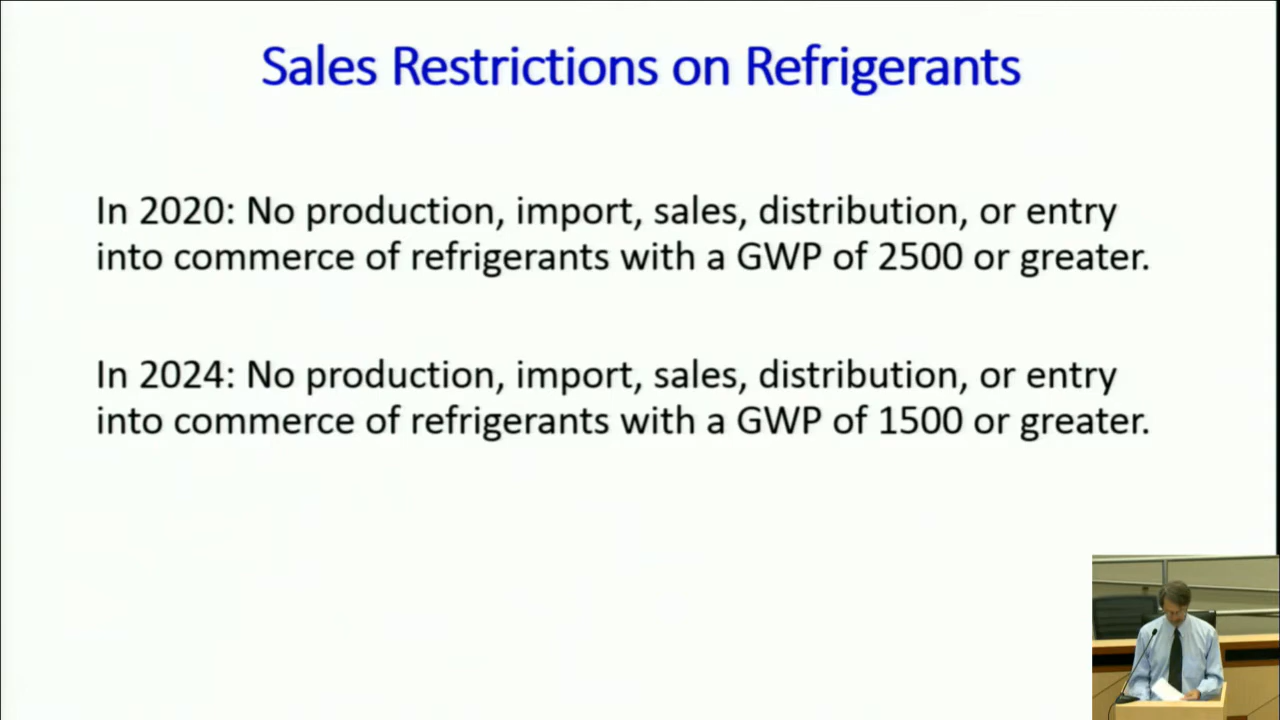 Sales Restrictions on Refrigerants
In 2020: No production, import, sales, distribution, or entry
into commerce of refrigerants with a GWP of 2500 or greater.
In 2024: No production, import, sales, distribution, or entry
into commerce of refrigerants with a GWP of 1500 or greater.